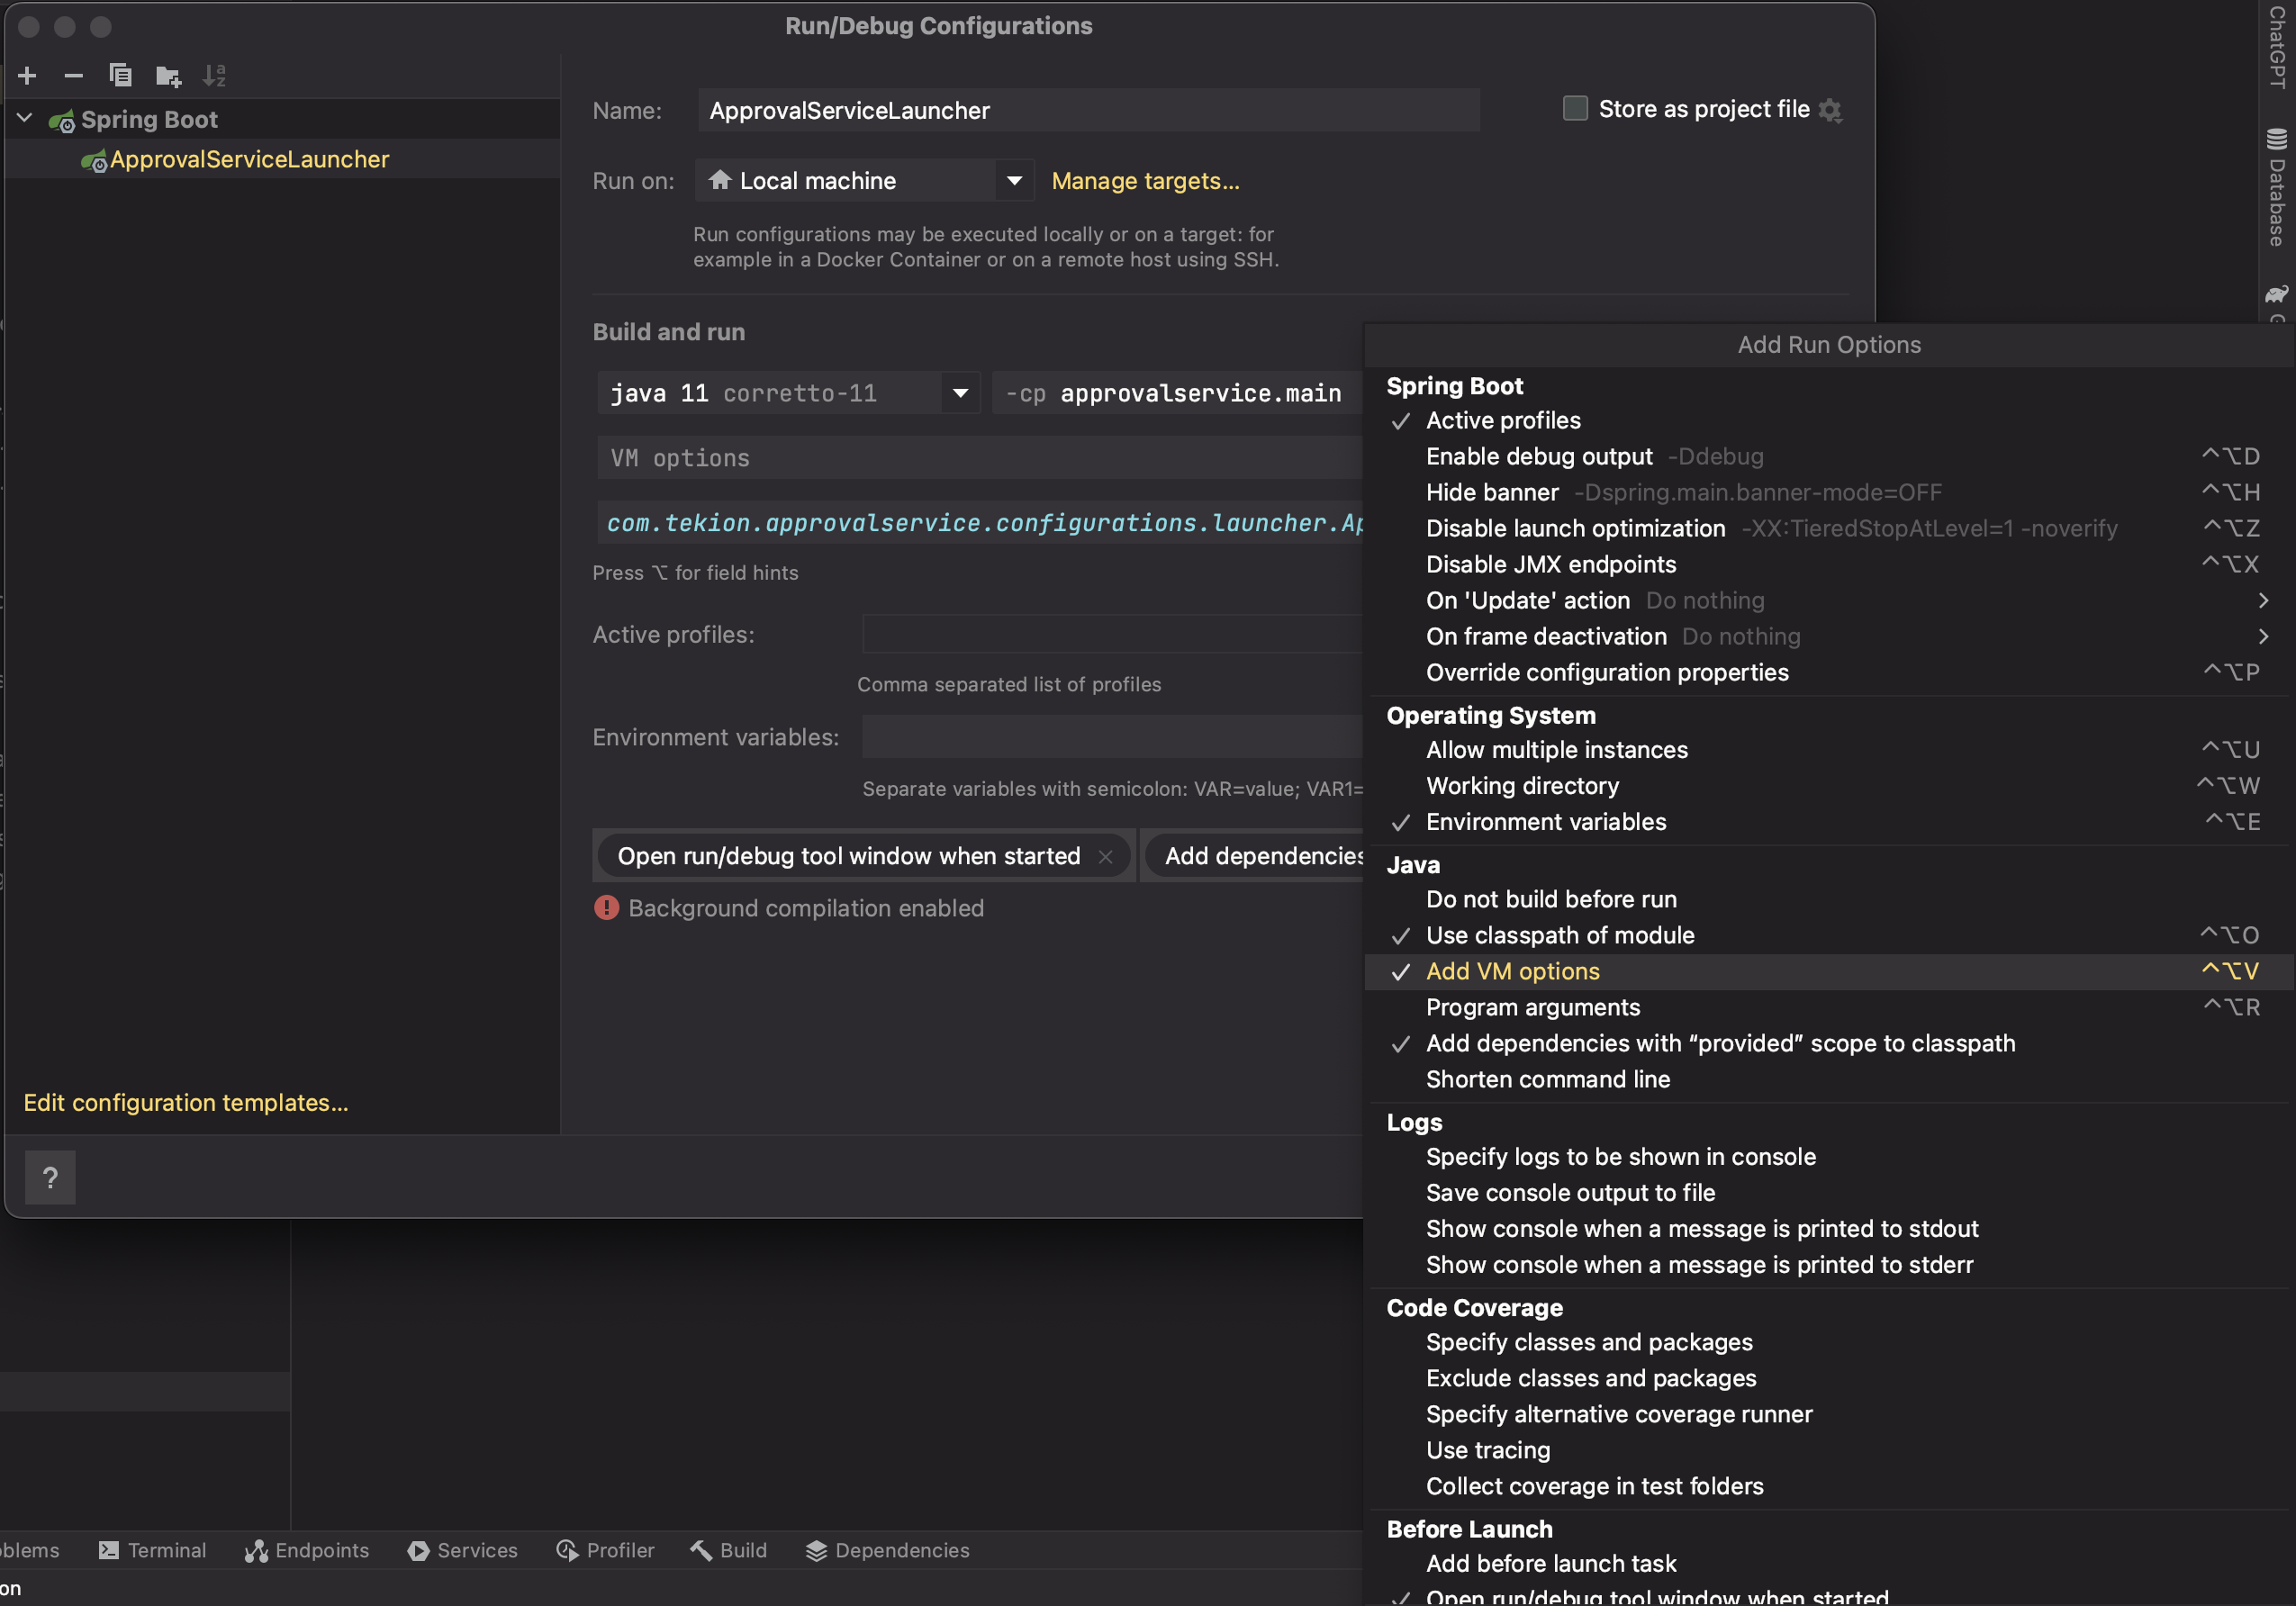 Run/Debug Configurations
Spring Boot
ApprovalServiceLauncher
Edit configuration templates...
?
Name: ApprovalServiceLauncher
Store as project file
Run on: Local machine Manage targets...
Run configurations may be executed locally or on a target: for
example in a Docker Container or on a remote host using SSH.
Build and run
java 11 corretto-11 -cp approvalservice.main
VM options
com.tekion.approvalservice.configurations.launcher.Ap
Press ⌥ for field hints
Active profiles:
Comma separated list of profiles
Environment variables:
Separate variables with semicolon: VAR=value; VAR1=
Open run/debug tool window when started × Add dependencies
Background compilation enabled
Add Run Options
Spring Boot
✓ Active profiles
Enable debug output -Ddebug ⌃⌥D
Hide banner -Dspring.main.banner-mode=OFF ⌃⌥H
Disable launch optimization -XX:TieredStopAtLevel=1 -noverify ⌃⌥Z
Disable JMX endpoints ⌃⌥X
On 'Update' action Do nothing >
On frame deactivation Do nothing >
Override configuration properties ⌃⌥P
Operating System
Allow multiple instances ⌃⌥U
Working directory ⌃⌥W
✓ Environment variables ⌃⌥E
Java
Do not build before run
✓ Use classpath of module ⌃⌥O
✓ Add VM options ⌃⌥V
Program arguments ⌃⌥R
✓ Add dependencies with “provided” scope to classpath
Shorten command line
Logs
Specify logs to be shown in console
Save console output to file
Show console when a message is printed to stdout
Show console when a message is printed to stderr
Code Coverage
Specify classes and packages
Exclude classes and packages
Specify alternative coverage runner
Use tracing
Collect coverage in test folders
Before Launch
Add before launch task
✓ Open run/debug tool window when started
ChatGPT
Database
oblems Terminal Endpoints Services Profiler Build Dependencies
on